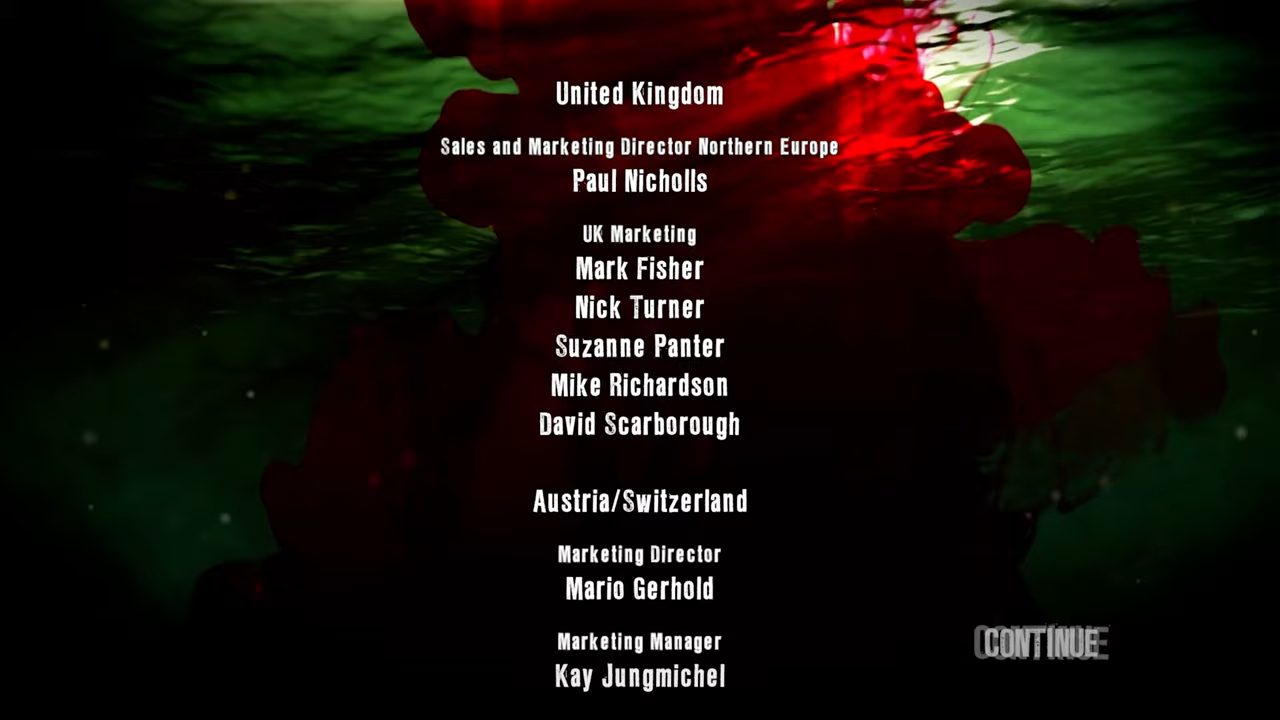 United Kingdom
Sales and Marketing Director Northern Europe
Paul Nicholls
UK Marketing
Mark Fisher
Nick Turner
Suzanne Panter
Mike Richardson
David Scarborough
Austria/Switzerland
Marketing Director
Mario Gerhold
Marketing Manager
Kay Jungmichel
CONTINUE